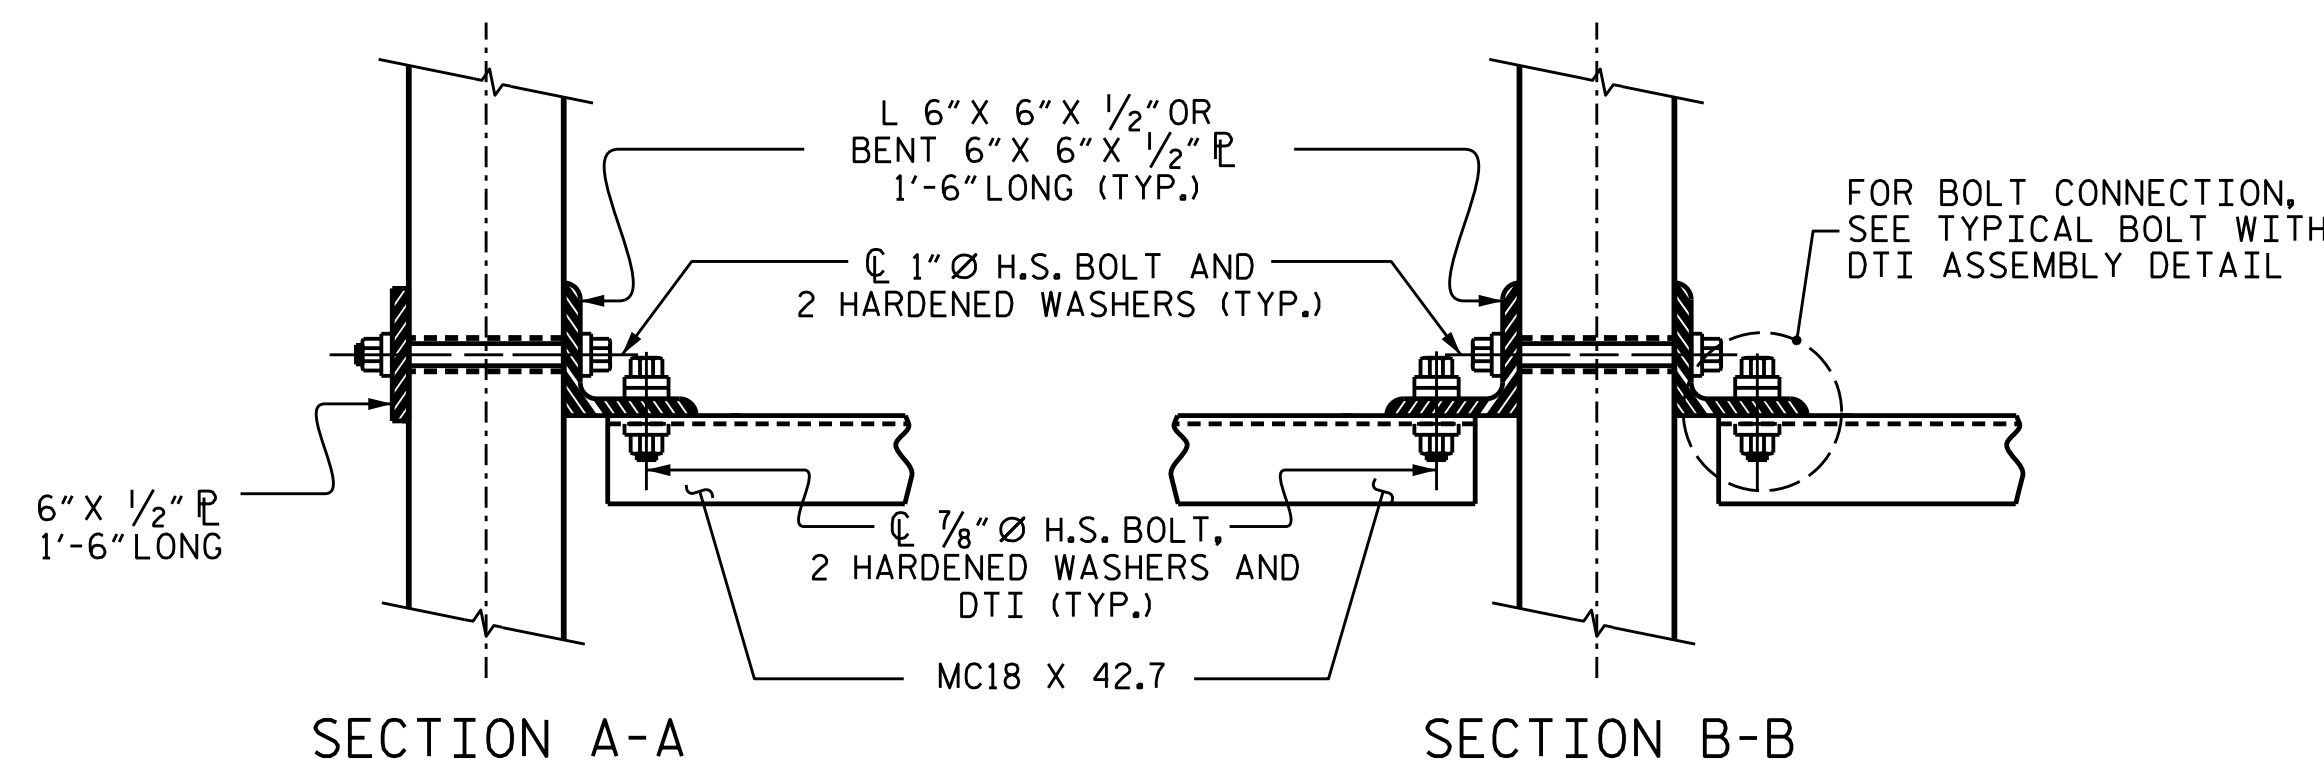 L 6" X 6" X 1/2" OR
BENT 6" X 6" X 1/2" ℄ PL
1'-6" LONG (TYP.)
℄ 1" Ø H.S. BOLT AND
2 HARDENED WASHERS (TYP.)
FOR BOLT CONNECTION,
SEE TYPICAL BOLT WITH
DTI ASSEMBLY DETAIL
6" X 1/2" PL
1'-6" LONG
℄ 7/8" Ø H.S. BOLT,
2 HARDENED WASHERS AND
DTI (TYP.)
MC18 X 42.7
SECTION A-A
SECTION B-B